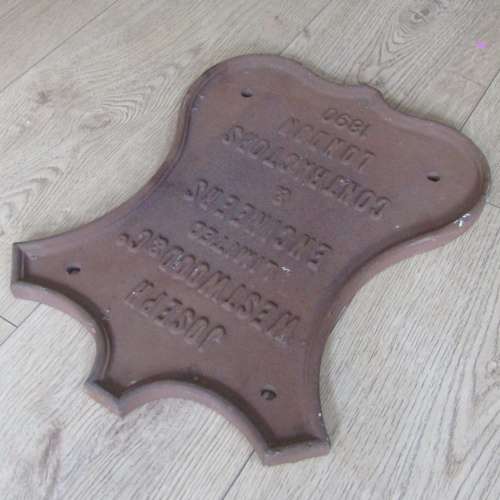 JOSEPH
WESTWOOD & Co.
LIMITED
ENGINEERS
&
CONTRACTORS
LONDON
1890